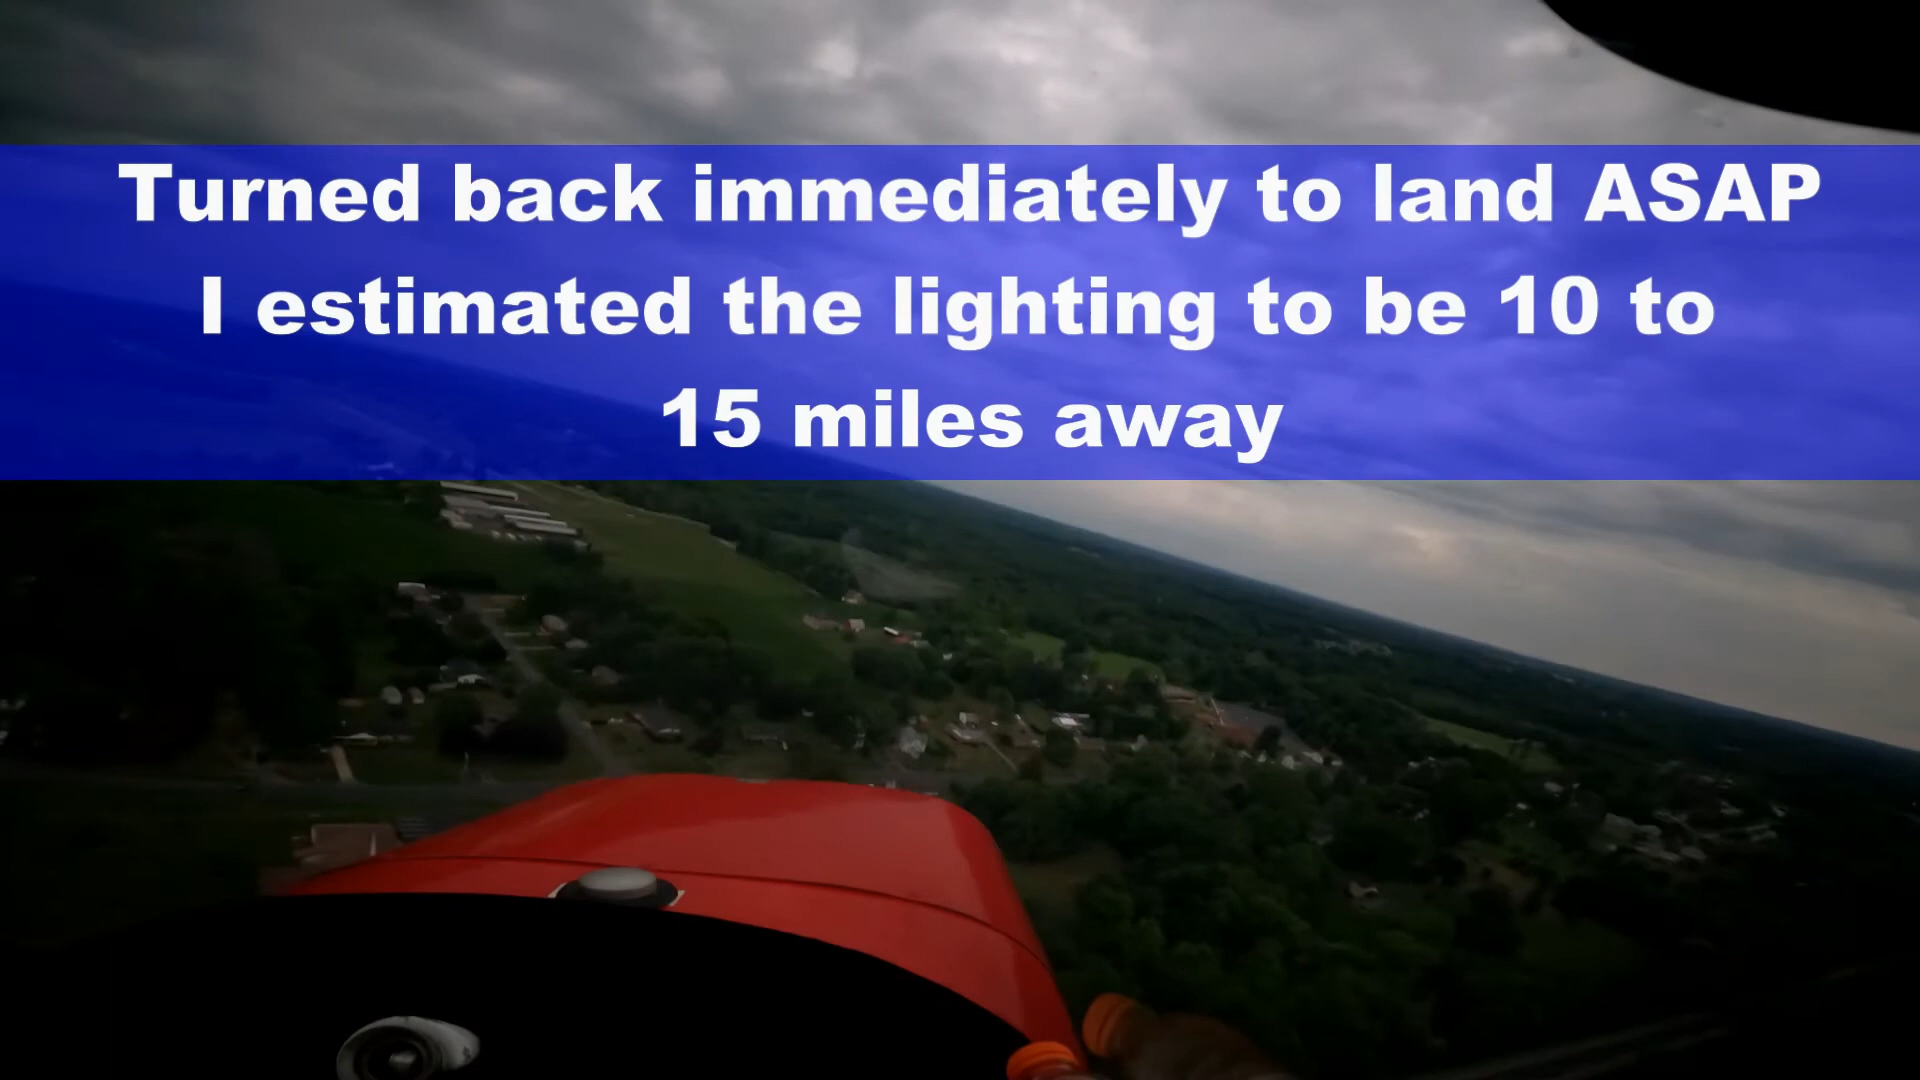 Turned back immediately to land ASAP
I estimated the lighting to be 10 to
15 miles away